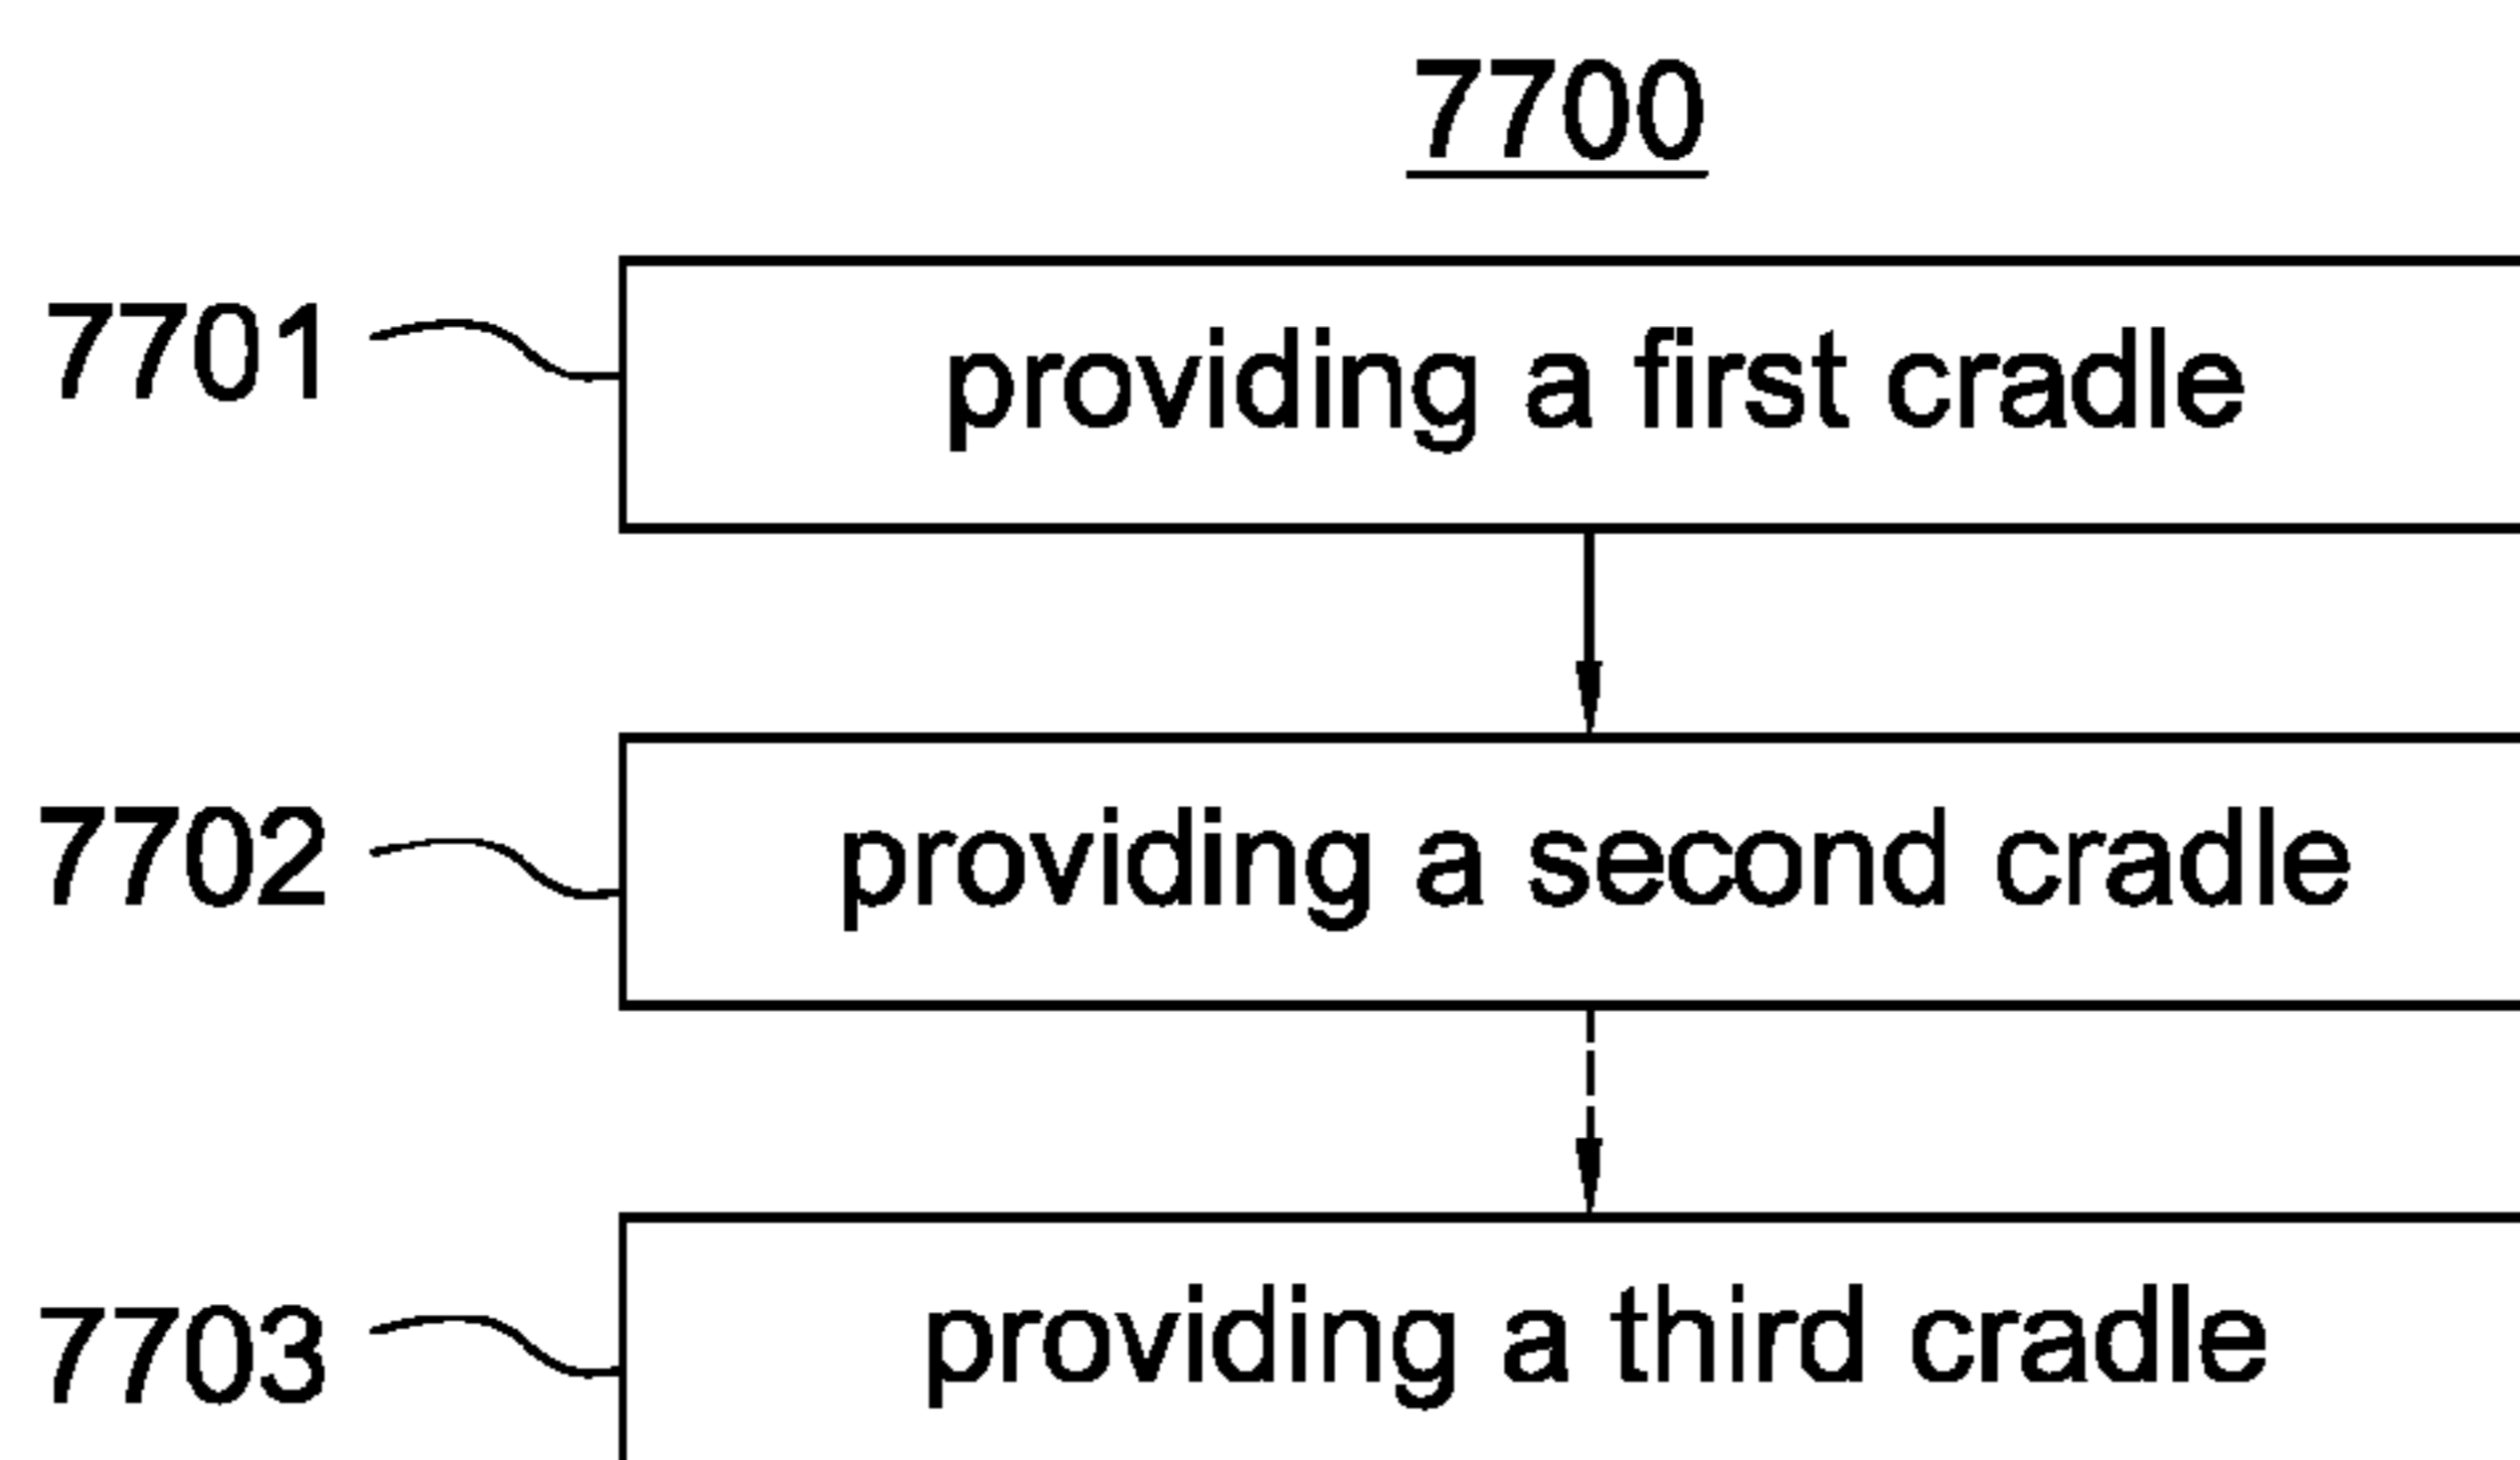 7700
7701 providing a first cradle
7702 providing a second cradle
7703 providing a third cradle